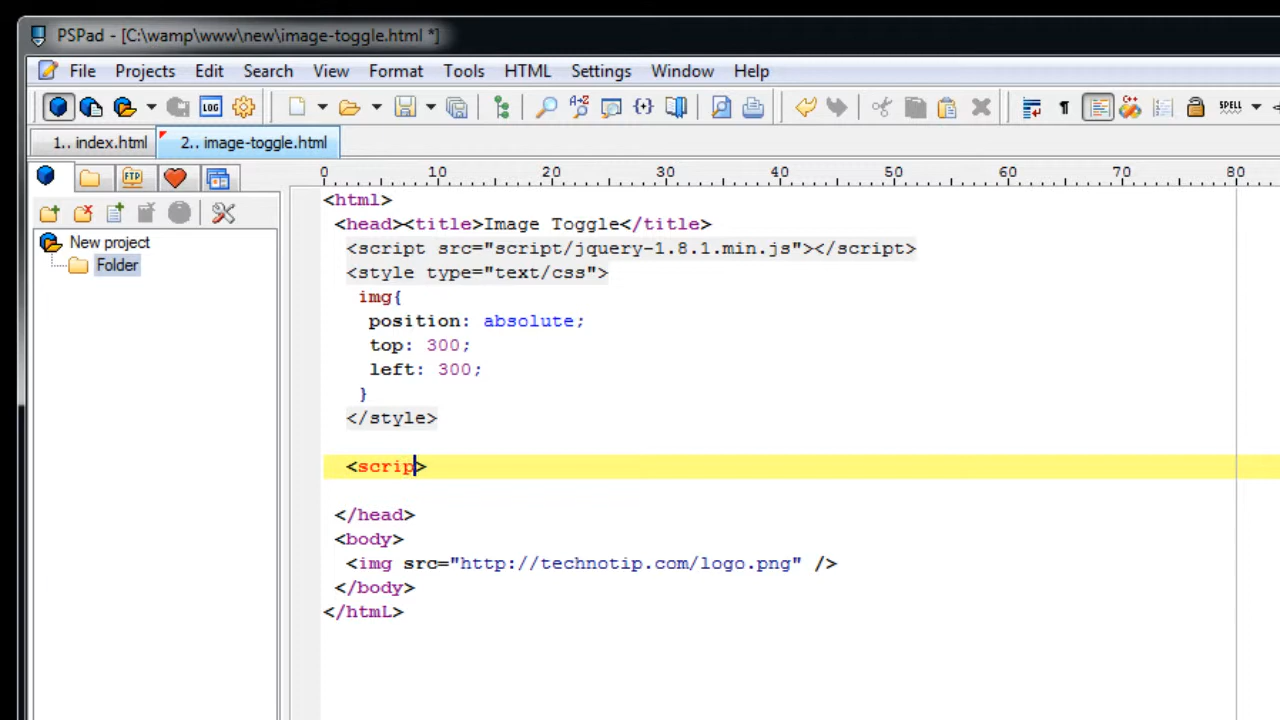 PSPad - [C:\wamp\www\new\image-toggle.html *]
File Projects Edit Search View Format Tools HTML Settings Window Help
LOG SPELL
1.. index.html 2.. image-toggle.html
FTP
0 10 20 30 40 50 60 70 80
New project
Folder
<html>
<head><title>Image Toggle</title>
<script src="script/jquery-1.8.1.min.js"></script>
<style type="text/css">
img{
position: absolute;
top: 300;
left: 300;
}
</style>
<scrip>
</head>
<body>
<img src="http://technotip.com/logo.png" />
</body>
</htmL>